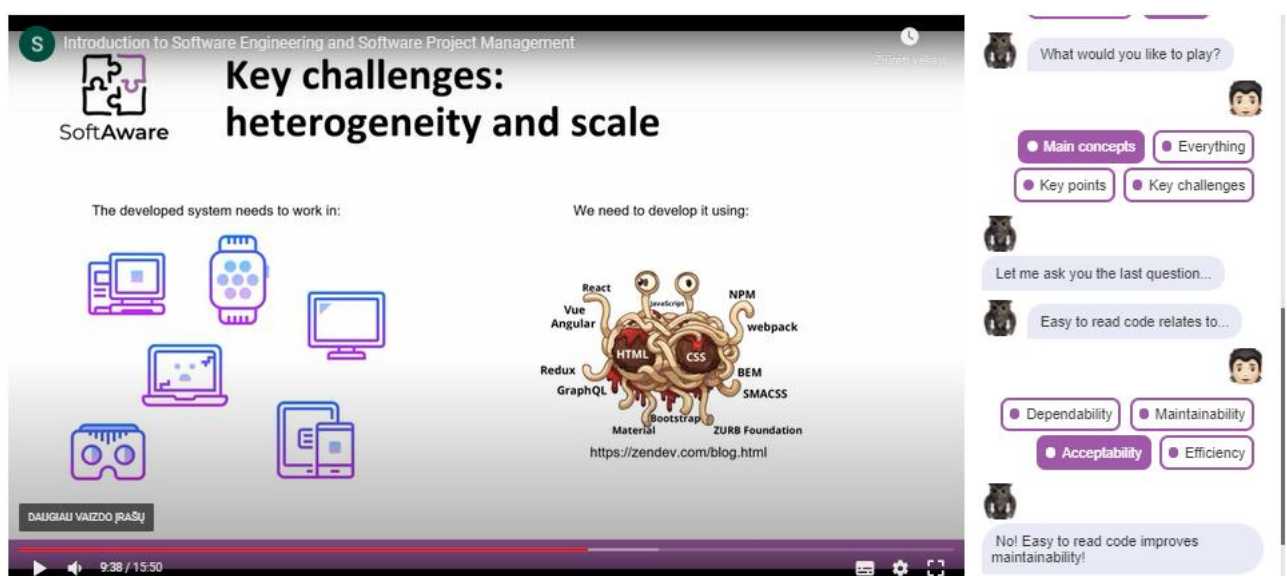 S
Introduction to Software Engineering and Software Project Management
Žiūrėti vėliau
SoftAware
Key challenges:
heterogeneity and scale
The developed system needs to work in:
We need to develop it using:
React
JavaScript
NPM
Vue
Angular
webpack
HTML
CSS
Redux
BEM
GraphQL
SMACSS
Bootstrap
Material
ZURB Foundation
https://zendev.com/blog.html
DAUGIAU VAIZDO ĮRAŠŲ
9:38 / 15:50
What would you like to play?
Main concepts
Everything
Key points
Key challenges
Let me ask you the last question...
Easy to read code relates to...
Dependability
Maintainability
Acceptability
Efficiency
No! Easy to read code improves
maintainability!